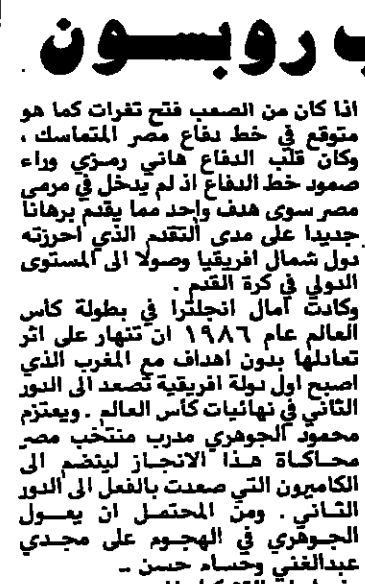 ب روبسون
اذا كان من الصعب فتح ثغرات كما هو
متوقع في خط دفاع مصر المتماسك ،
وكان قلب الدفاع هاني رمزي وراء
صمود خط الدفاع اذ لم يدخل في مرمى
مصر سوى هدف واحد مما يقدم برهانا
جديدا على مدى التقدم الذي احرزته
دول شمال افريقيا وصولا الى المستوى
الدولي في كرة القدم .
وكادت آمال انجلترا في بطولة كأس
العالم عام ١٩٨٦ ان تنهار على اثر
تعادلها بدون اهداف مع المغرب الذي
اصبح اول دولة افريقية تصعد الى الدور
الثاني في نهائيات كأس العالم . ويعتزم
محمود الجوهري مدرب منتخب مصر
محاكاة هذا الانجاز لينضم الى
الكاميرون التي صعدت بالفعل الى الدور
الثاني . ومن المحتمل ان يعول
الجوهري في الهجوم على مجدي
عبدالغني وحسام حسن ..